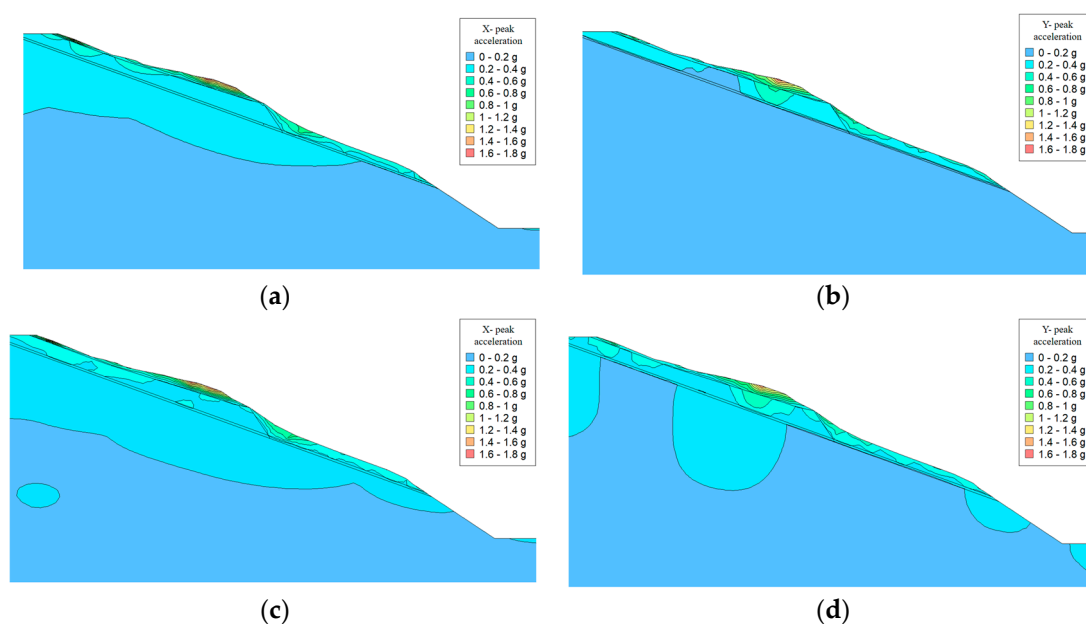 X- peak
acceleration
0 - 0.2 g
0.2 - 0.4 g
0.4 - 0.6 g
0.6 - 0.8 g
0.8 - 1 g
1 - 1.2 g
1.2 - 1.4 g
1.4 - 1.6 g
1.6 - 1.8 g
(a)
Y- peak
acceleration
0 - 0.2 g
0.2 - 0.4 g
0.4 - 0.6 g
0.6 - 0.8 g
0.8 - 1 g
1 - 1.2 g
1.2 - 1.4 g
1.4 - 1.6 g
1.6 - 1.8 g
(b)
X- peak
acceleration
0 - 0.2 g
0.2 - 0.4 g
0.4 - 0.6 g
0.6 - 0.8 g
0.8 - 1 g
1 - 1.2 g
1.2 - 1.4 g
1.4 - 1.6 g
1.6 - 1.8 g
(c)
Y- peak
acceleration
0 - 0.2 g
0.2 - 0.4 g
0.4 - 0.6 g
0.6 - 0.8 g
0.8 - 1 g
1 - 1.2 g
1.2 - 1.4 g
1.4 - 1.6 g
1.6 - 1.8 g
(d)